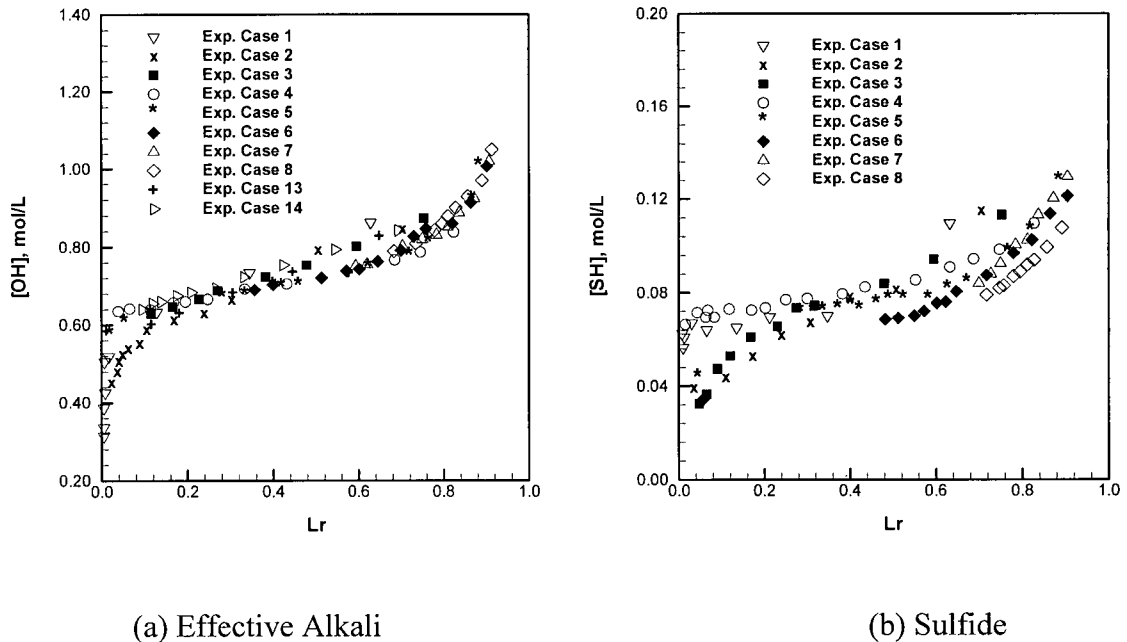 1.40
1.20
1.00
0.80
0.60
0.40
0.20
[OH], mol/L
Exp. Case 1
Exp. Case 2
Exp. Case 3
Exp. Case 4
Exp. Case 5
Exp. Case 6
Exp. Case 7
Exp. Case 8
Exp. Case 13
Exp. Case 14
0.0 0.2 0.4 0.6 0.8 1.0
Lr
0.20
0.16
0.12
0.08
0.04
0.00
[SH], mol/L
Exp. Case 1
Exp. Case 2
Exp. Case 3
Exp. Case 4
Exp. Case 5
Exp. Case 6
Exp. Case 7
Exp. Case 8
0.0 0.2 0.4 0.6 0.8 1.0
Lr
(a) Effective Alkali
(b) Sulfide